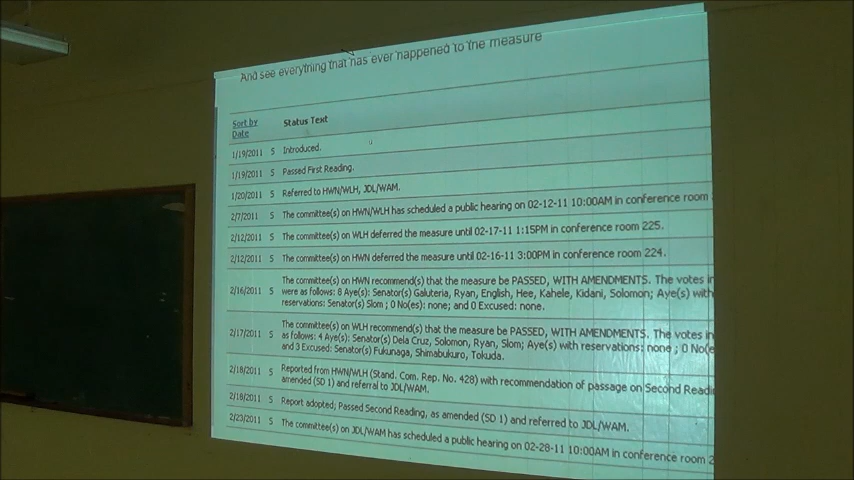 And see everything that has ever happened to the measure
Sort by Date Status Text
1/19/2011 S Introduced.
1/19/2011 S Passed First Reading.
1/20/2011 S Referred to HWN/WLH, JDL/WAM.
2/7/2011 S The committee(s) on HWN/WLH has scheduled a public hearing on 02-12-11 10:00AM in conference room
2/12/2011 S The committee(s) on WLH deferred the measure until 02-17-11 1:15PM in conference room 225.
2/12/2011 S The committee(s) on HWN deferred the measure until 02-16-11 3:00PM in conference room 224.
2/16/2011 S The committee(s) on HWN recommend(s) that the measure be PASSED, WITH AMENDMENTS. The votes in
were as follows: 8 Aye(s): Senator(s) Galuteria, Ryan, English, Hee, Kahele, Kidani, Solomon; Aye(s) with
reservations: Senator(s) Slom ; 0 No(es): none; and 0 Excused: none.
2/17/2011 S The committee(s) on WLH recommend(s) that the measure be PASSED, WITH AMENDMENTS. The votes in
as follows: 4 Aye(s): Senator(s) Dela Cruz, Solomon, Ryan, Slom; Aye(s) with reservations: none ; 0 No(e
and 3 Excused: Senator(s) Fukunaga, Shimabukuro, Tokuda.
2/18/2011 S Reported from HWN/WLH (Stand. Com. Rep. No. 428) with recommendation of passage on Second Readi
amended (SD 1) and referral to JDL/WAM.
2/18/2011 S Report adopted; Passed Second Reading, as amended (SD 1) and referred to JDL/WAM.
2/23/2011 S The committee(s) on JDL/WAM has scheduled a public hearing on 02-28-11 10:00AM in conference room 2